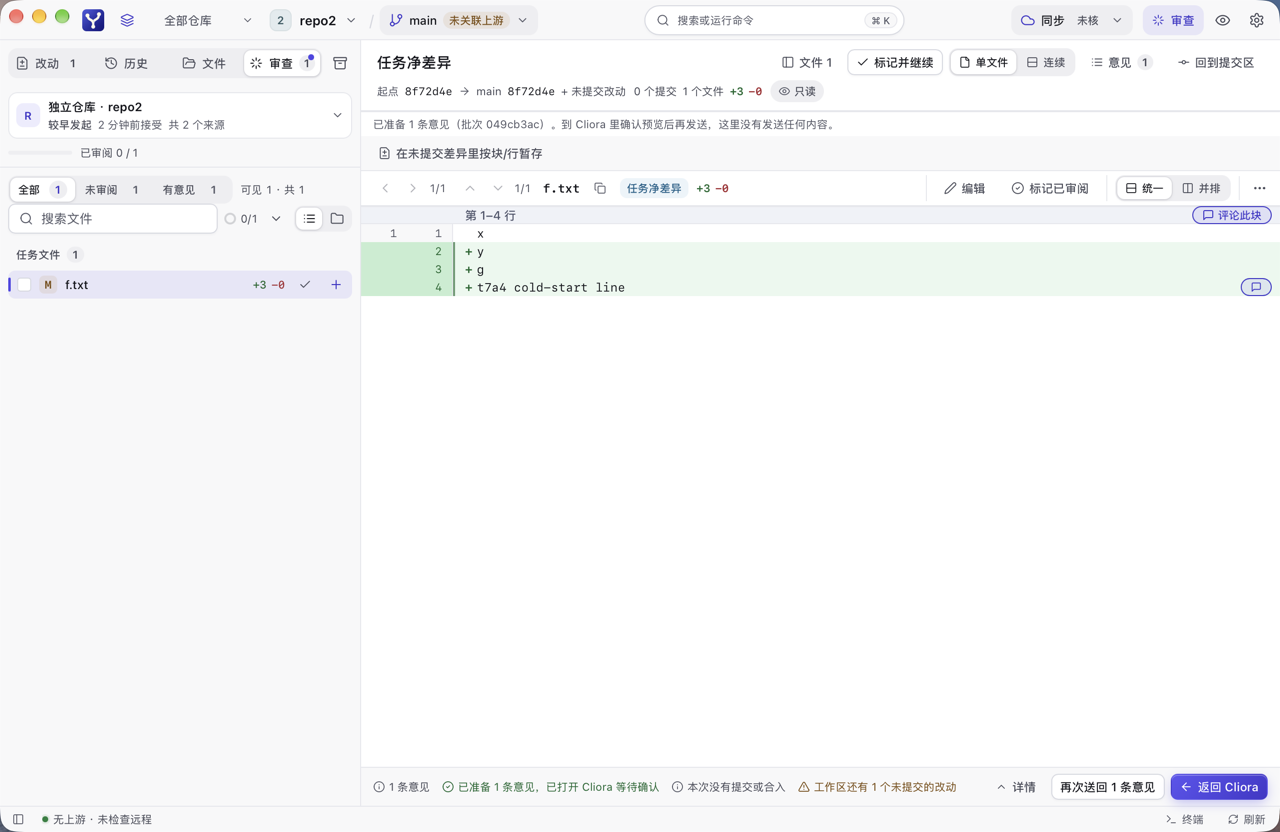 全部仓库 2 repo2 / main 未关联上游 搜索或运行命令 ⌘ K 同步 未核 审查
改动 1 历史 文件 审查 1
R 独立仓库 · repo2
较早发起 2 分钟前接受 共 2 个来源
已审阅 0 / 1
全部 1 未审阅 1 有意见 1 可见 1 · 共 1
搜索文件 0/1
任务文件 1
M f.txt +3 −0
任务净差异 文件 1 标记并继续 单文件 连续 意见 1 回到提交区
起点 8f72d4e → main 8f72d4e + 未提交改动 0 个提交 1 个文件 +3 −0 只读
已准备 1 条意见（批次 049cb3ac）。到 Cliora 里确认预览后再发送，这里没有发送任何内容。
在未提交差异里按块/行暂存
1/1 1/1 f.txt 任务净差异 +3 −0 编辑 标记已审阅 统一 并排
第 1–4 行 评论此块
1 1 x
2 + y
3 + g
4 + t7a4 cold-start line
1 条意见 已准备 1 条意见，已打开 Cliora 等待确认 本次没有提交或合入 工作区还有 1 个未提交的改动 详情 再次送回 1 条意见 返回 Cliora
无上游 · 未检查远程 终端 刷新